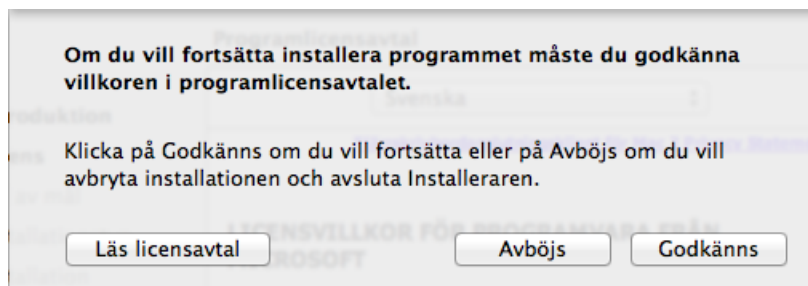 Programlicensavtal
Om du vill fortsätta installera programmet måste du godkänna
villkoren i programlicensavtalet.
Svenska
Klicka på Godkänns om du vill fortsätta eller på Avböjs om du vill
avbryta installationen och avsluta Installeraren.
LICENSVILLKOR FÖR PROGRAMVARA FRÅN
MICROSOFT
Läs licensavtal
Avböjs
Godkänns